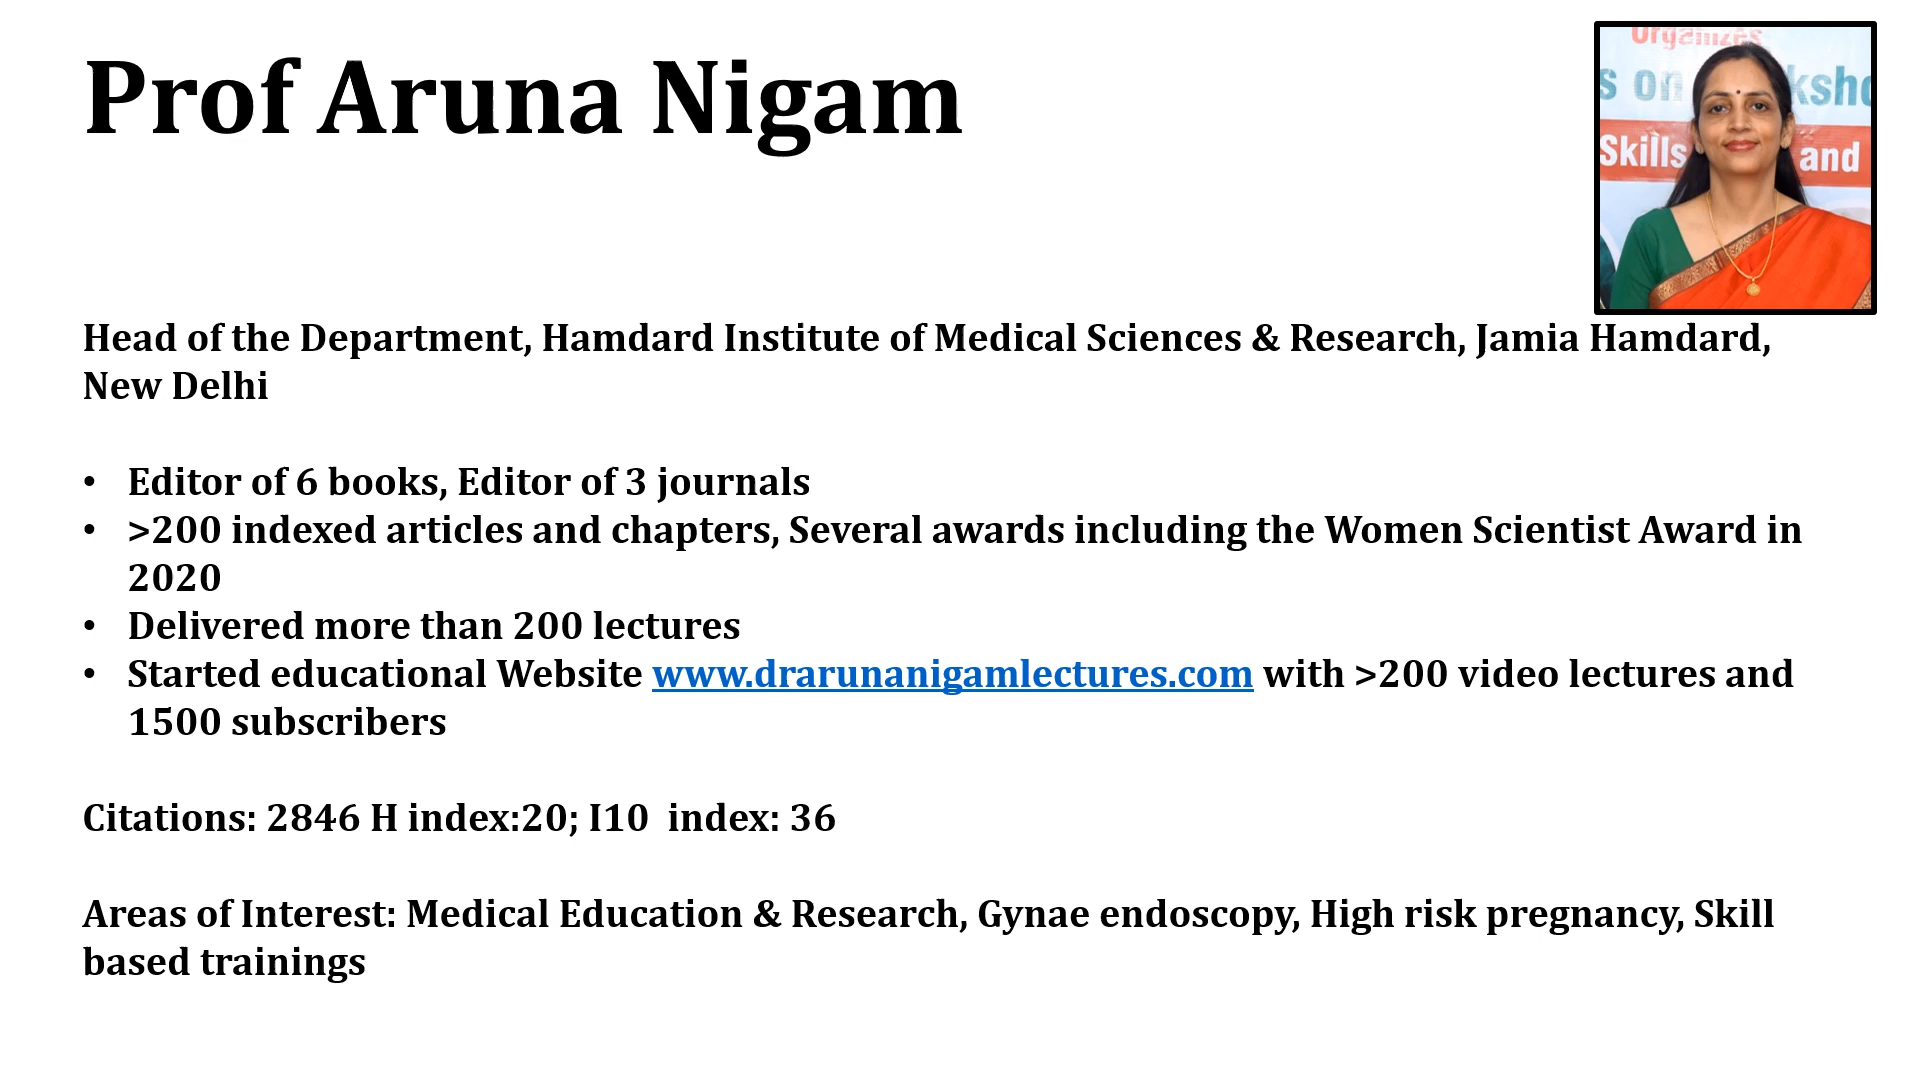 Prof Aruna Nigam
Organizes
s on ksho
Skills and
Head of the Department, Hamdard Institute of Medical Sciences & Research, Jamia Hamdard,
New Delhi
• Editor of 6 books, Editor of 3 journals
• >200 indexed articles and chapters, Several awards including the Women Scientist Award in
2020
• Delivered more than 200 lectures
• Started educational Website www.drarunanigamlectures.com with >200 video lectures and
1500 subscribers
Citations: 2846 H index:20; I10  index: 36
Areas of Interest: Medical Education & Research, Gynae endoscopy, High risk pregnancy, Skill
based trainings